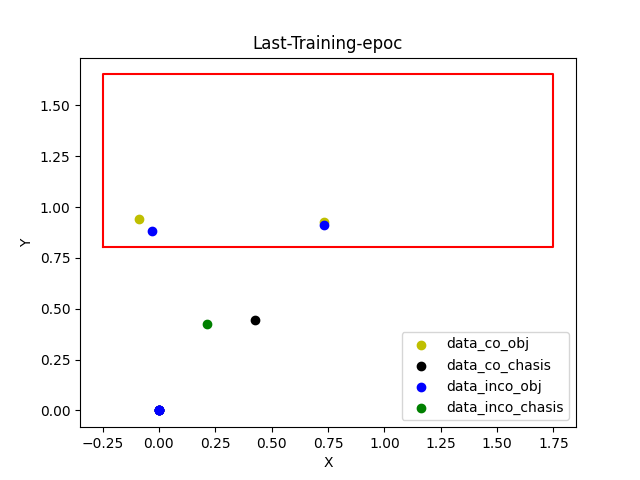 Last-Training-epoc
1.50
1.25
1.00
0.75
0.50
0.25
0.00
Y
data_co_obj
data_co_chasis
data_inco_obj
data_inco_chasis
−0.25 0.00 0.25 0.50 0.75 1.00 1.25 1.50 1.75
X